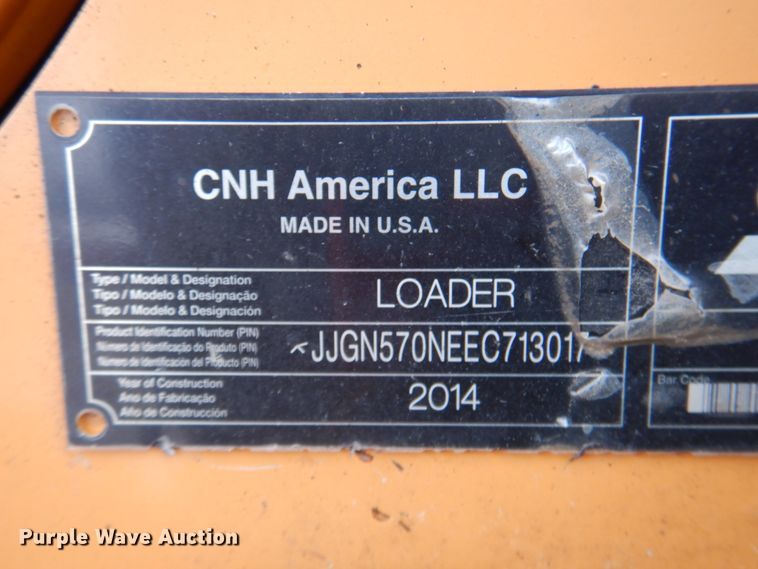 CNH America LLC
MADE IN U.S.A.
Type / Model & Designation
Tipo / Modelo & Designação
Tipo / Modelo & Designación
LOADER
Product Identification Number (PIN)
Número de identificação do Produto (PIN)
Número de identificación del Producto (PIN)
JJGN570NEEC713017
Year of Construction
Ano de Fabricação
Año de Construcción
2014
Bar Code
Purple Wave Auction